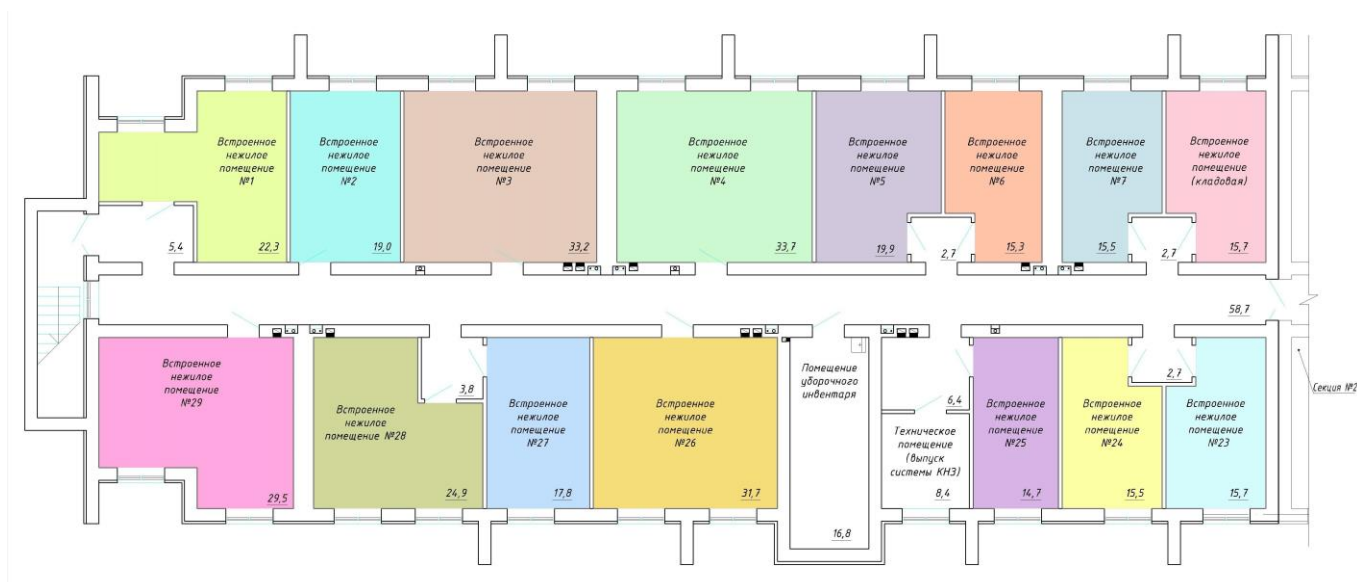 Встроенное
нежилое
помещение
№1
22,3
Встроенное
нежилое
помещение
№2
19,0
Встроенное
нежилое
помещение
№3
33,2
Встроенное
нежилое
помещение
№4
33,7
Встроенное
нежилое
помещение
№5
19,9
Встроенное
нежилое
помещение
№6
15,3
Встроенное
нежилое
помещение
№7
15,5
Встроенное
нежилое
помещение
(кладовая)
15,7
5,4
2,7
2,7
58,7
Встроенное
нежилое
помещение
№29
29,5
Встроенное
нежилое
помещение №28
24,9
3,8
Встроенное
нежилое
помещение
№27
17,8
Встроенное
нежилое
помещение
№26
31,7
Помещение
уборочного
инвентаря
16,8
6,4
Техническое
помещение
(выпуск
системы КНЗ)
8,4
Встроенное
нежилое
помещение
№25
14,7
Встроенное
нежилое
помещение
№24
15,5
2,7
Встроенное
нежилое
помещение
№23
15,7
Секция №2